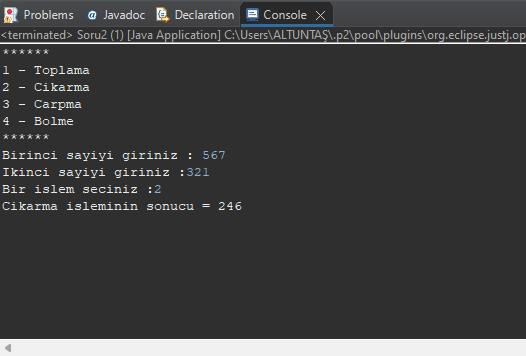 Problems Javadoc Declaration Console
<terminated> Soru2 (1) [Java Application] C:\Users\ALTUNTAŞ\.p2\pool\plugins\org.eclipse.justj.op
******
1 - Toplama
2 - Cikarma
3 - Carpma
4 - Bolme
******
Birinci sayiyi giriniz : 567
Ikinci sayiyi giriniz :321
Bir islem seciniz :2
Cikarma isleminin sonucu = 246